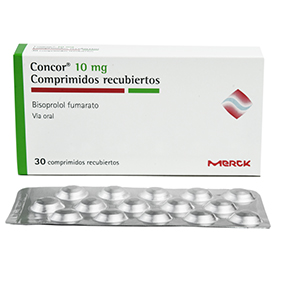 Concor® 10 mg
Comprimidos recubiertos
Bisoprolol fumarato
Vía oral
30 comprimidos recubiertos
MERCK